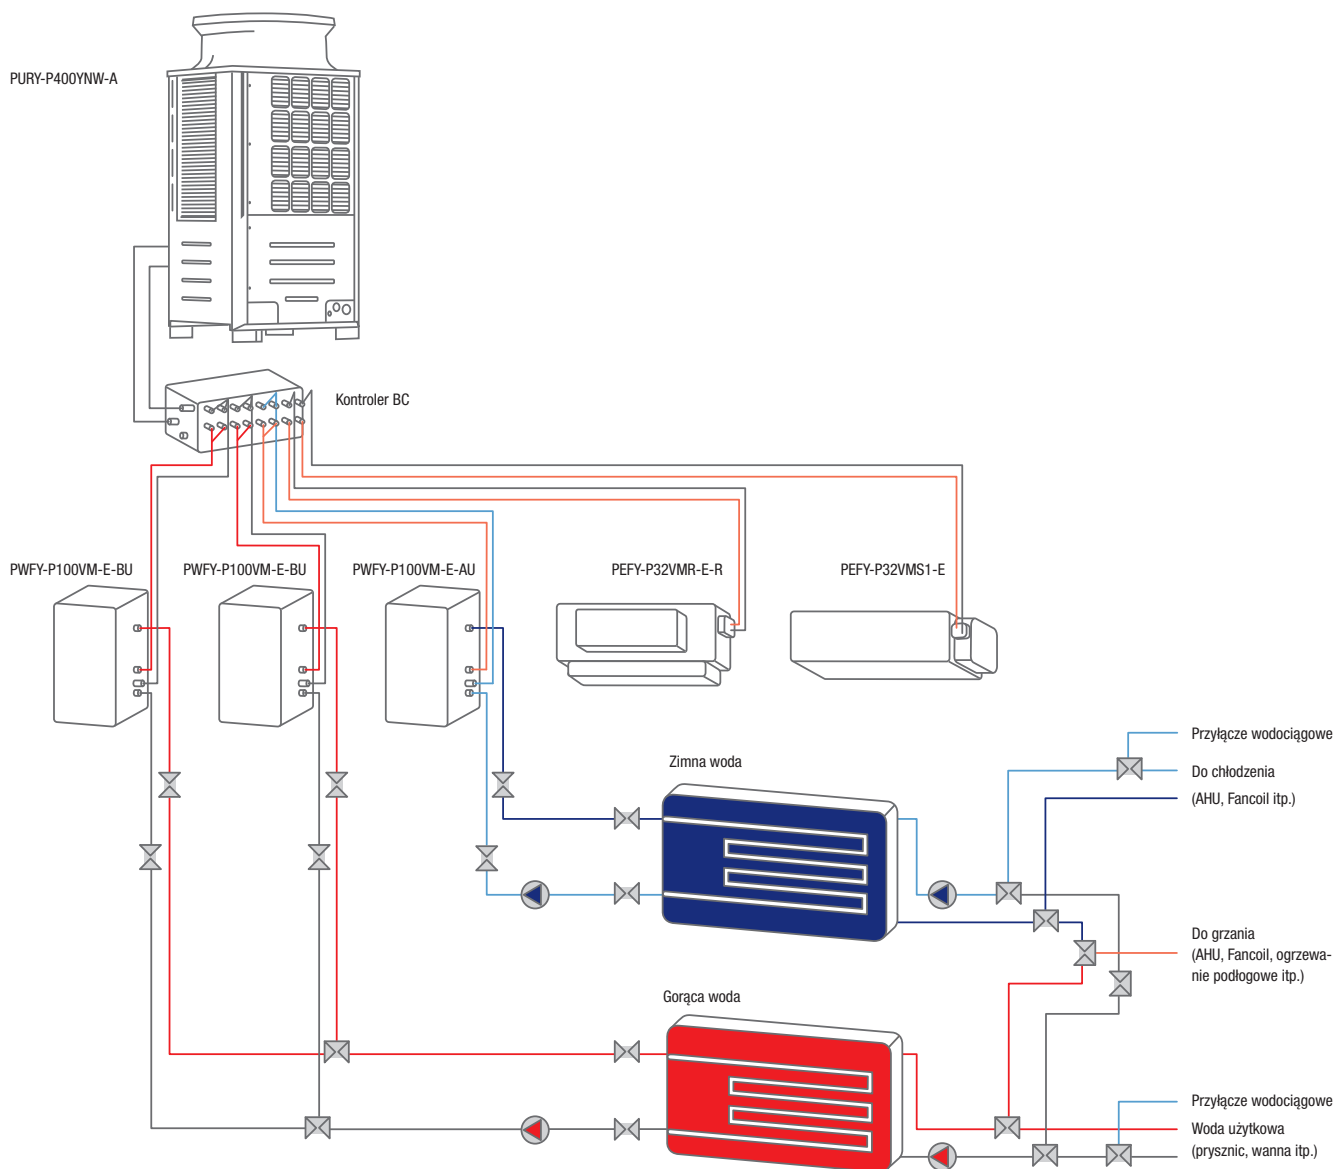 PURY-P400YNW-A
Kontroler BC
PWFY-P100VM-E-BU
PWFY-P100VM-E-BU
PWFY-P100VM-E-AU
PEFY-P32VMR-E-R
PEFY-P32VMS1-E
Przyłącze wodociągowe
Zimna woda
Do chłodzenia
(AHU, Fancoil itp.)
Do grzania
(AHU, Fancoil, ogrzewa-
nie podłogowe itp.)
Gorąca woda
Przyłącze wodociągowe
Woda użytkowa
(prysznic, wanna itp.)